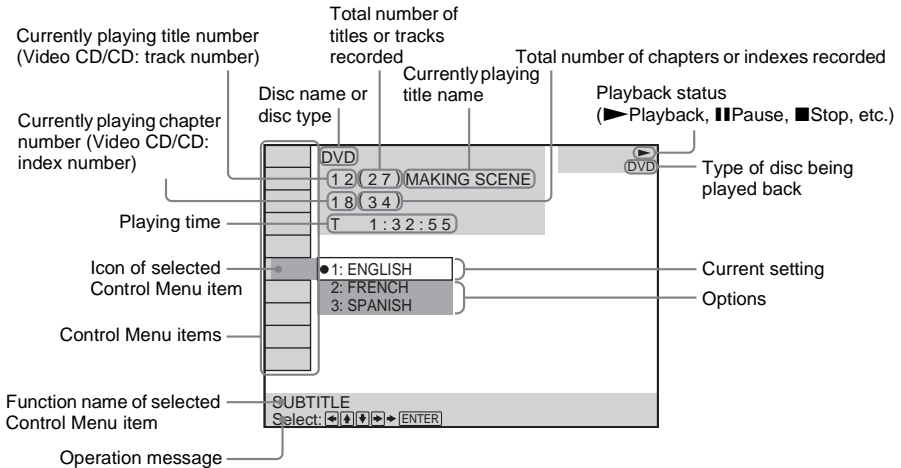 Total number of
titles or tracks
recorded
Currently playing title number
(Video CD/CD: track number)
Total number of chapters or indexes recorded
Currently playing
title name
Disc name or
disc type
Playback status
(►Playback, ❚❚Pause, ■Stop, etc.)
Currently playing chapter
number (Video CD/CD:
index number)
DVD
►
DVD
Type of disc being
played back
1 2 ( 2 7 ) MAKING SCENE
1 8 ( 3 4 )
Playing time
T 1 : 3 2 : 5 5
Icon of selected
Control Menu item
●1: ENGLISH
2: FRENCH
3: SPANISH
Current setting
Options
Control Menu items
Function name of selected
Control Menu item
SUBTITLE
Select: ← ↑ ↓ → → ENTER
Operation message